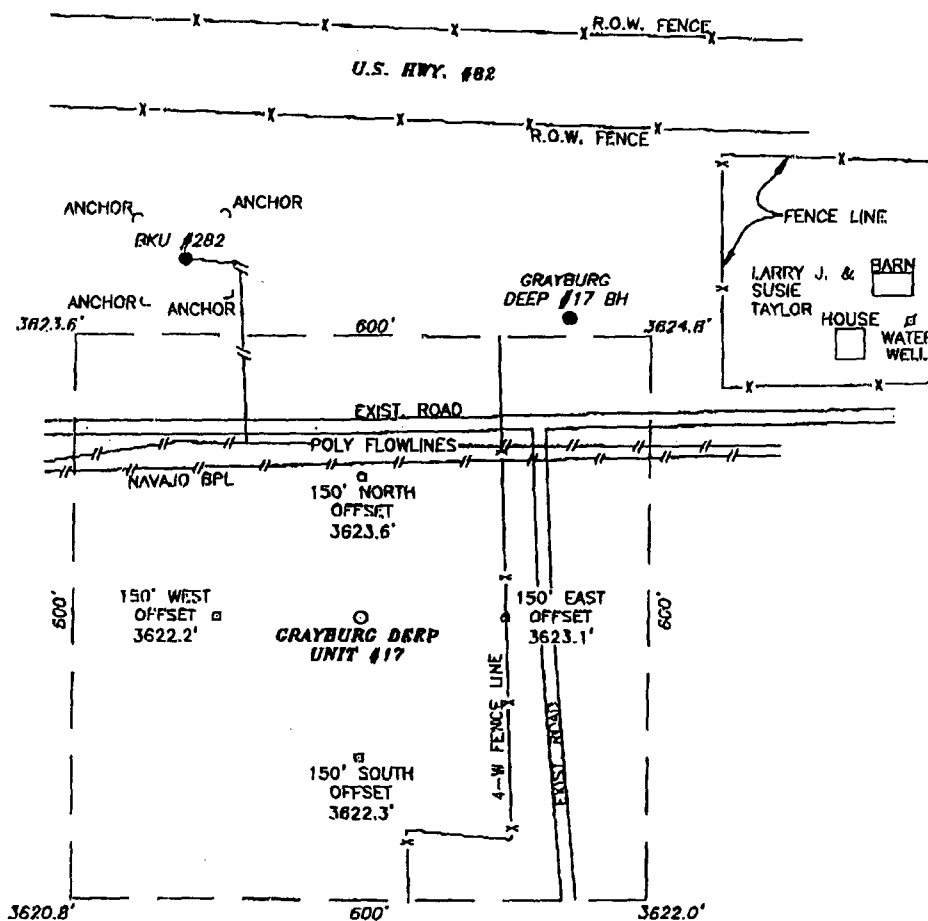 R.O.W. FENCE
U.S. HWY. #82
R.O.W. FENCE
ANCHOR
ANCHOR
BKU #282
FENCE LINE
GRAYBURG
DEEP #17 BH
LARRY J. &
SUSIE
TAYLOR
BARN
ANCHOR
ANCHOR
HOUSE
WATER
WELL
3623.6'
600'
3624.8'
EXIST. ROAD
POLY FLOWLINES
NAVAJO BPL
150' NORTH
OFFSET
3623.6'
600'
150' WEST
OFFSET
3622.2'
GRAYBURG DEEP
UNIT #17
150' EAST
OFFSET
3623.1'
600'
4-W FENCE LINE
EXIST. ROAD
150' SOUTH
OFFSET
3622.3'
3620.8'
600'
3622.0'